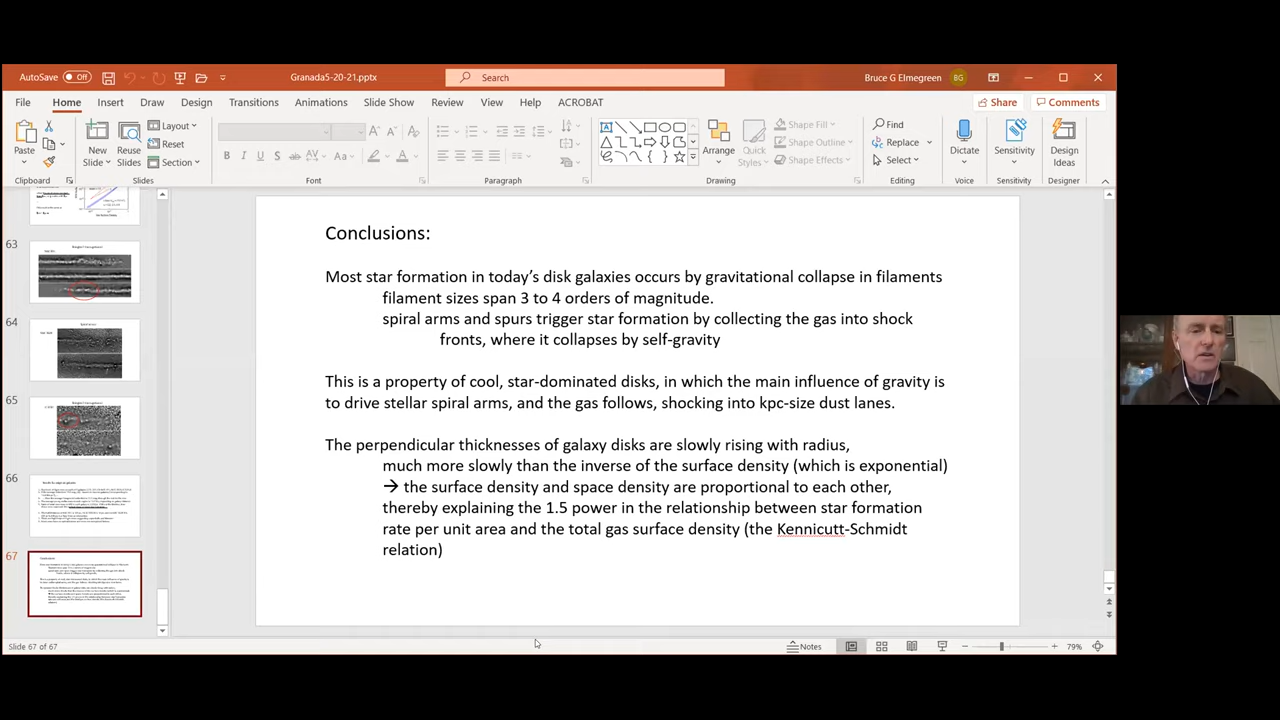 AutoSave Off Granada5-20-21.pptx Search Bruce G Elmegreen BG
File Home Insert Draw Design Transitions Animations Slide Show Review View Help ACROBAT Share Comments
Paste New Slide Reuse Slides Layout Reset Section Arrange Quick Styles Shape Fill Shape Outline Shape Effects Find Replace Select Dictate Sensitivity Design Ideas
Clipboard Slides Font Paragraph Drawing Editing Voice Sensitivity Designer
63
64
65
66
67
Conclusions:
Most star formation in today's disk galaxies occurs by gravitational collapse in filaments
filament sizes span 3 to 4 orders of magnitude.
spiral arms and spurs trigger star formation by collecting the gas into shock
fronts, where it collapses by self-gravity
This is a property of cool, star-dominated disks, in which the main influence of gravity is
to drive stellar spiral arms, and the gas follows, shocking into kpc-size dust lanes.
The perpendicular thicknesses of galaxy disks are slowly rising with radius,
much more slowly than the inverse of the surface density (which is exponential)
→ the surface density and space density are proportional to each other,
thereby explaining the 1.5 power in the relationship between star formation
rate per unit area and the total gas surface density (the Kennicutt-Schmidt
relation)
Slide 67 of 67 Notes 79%